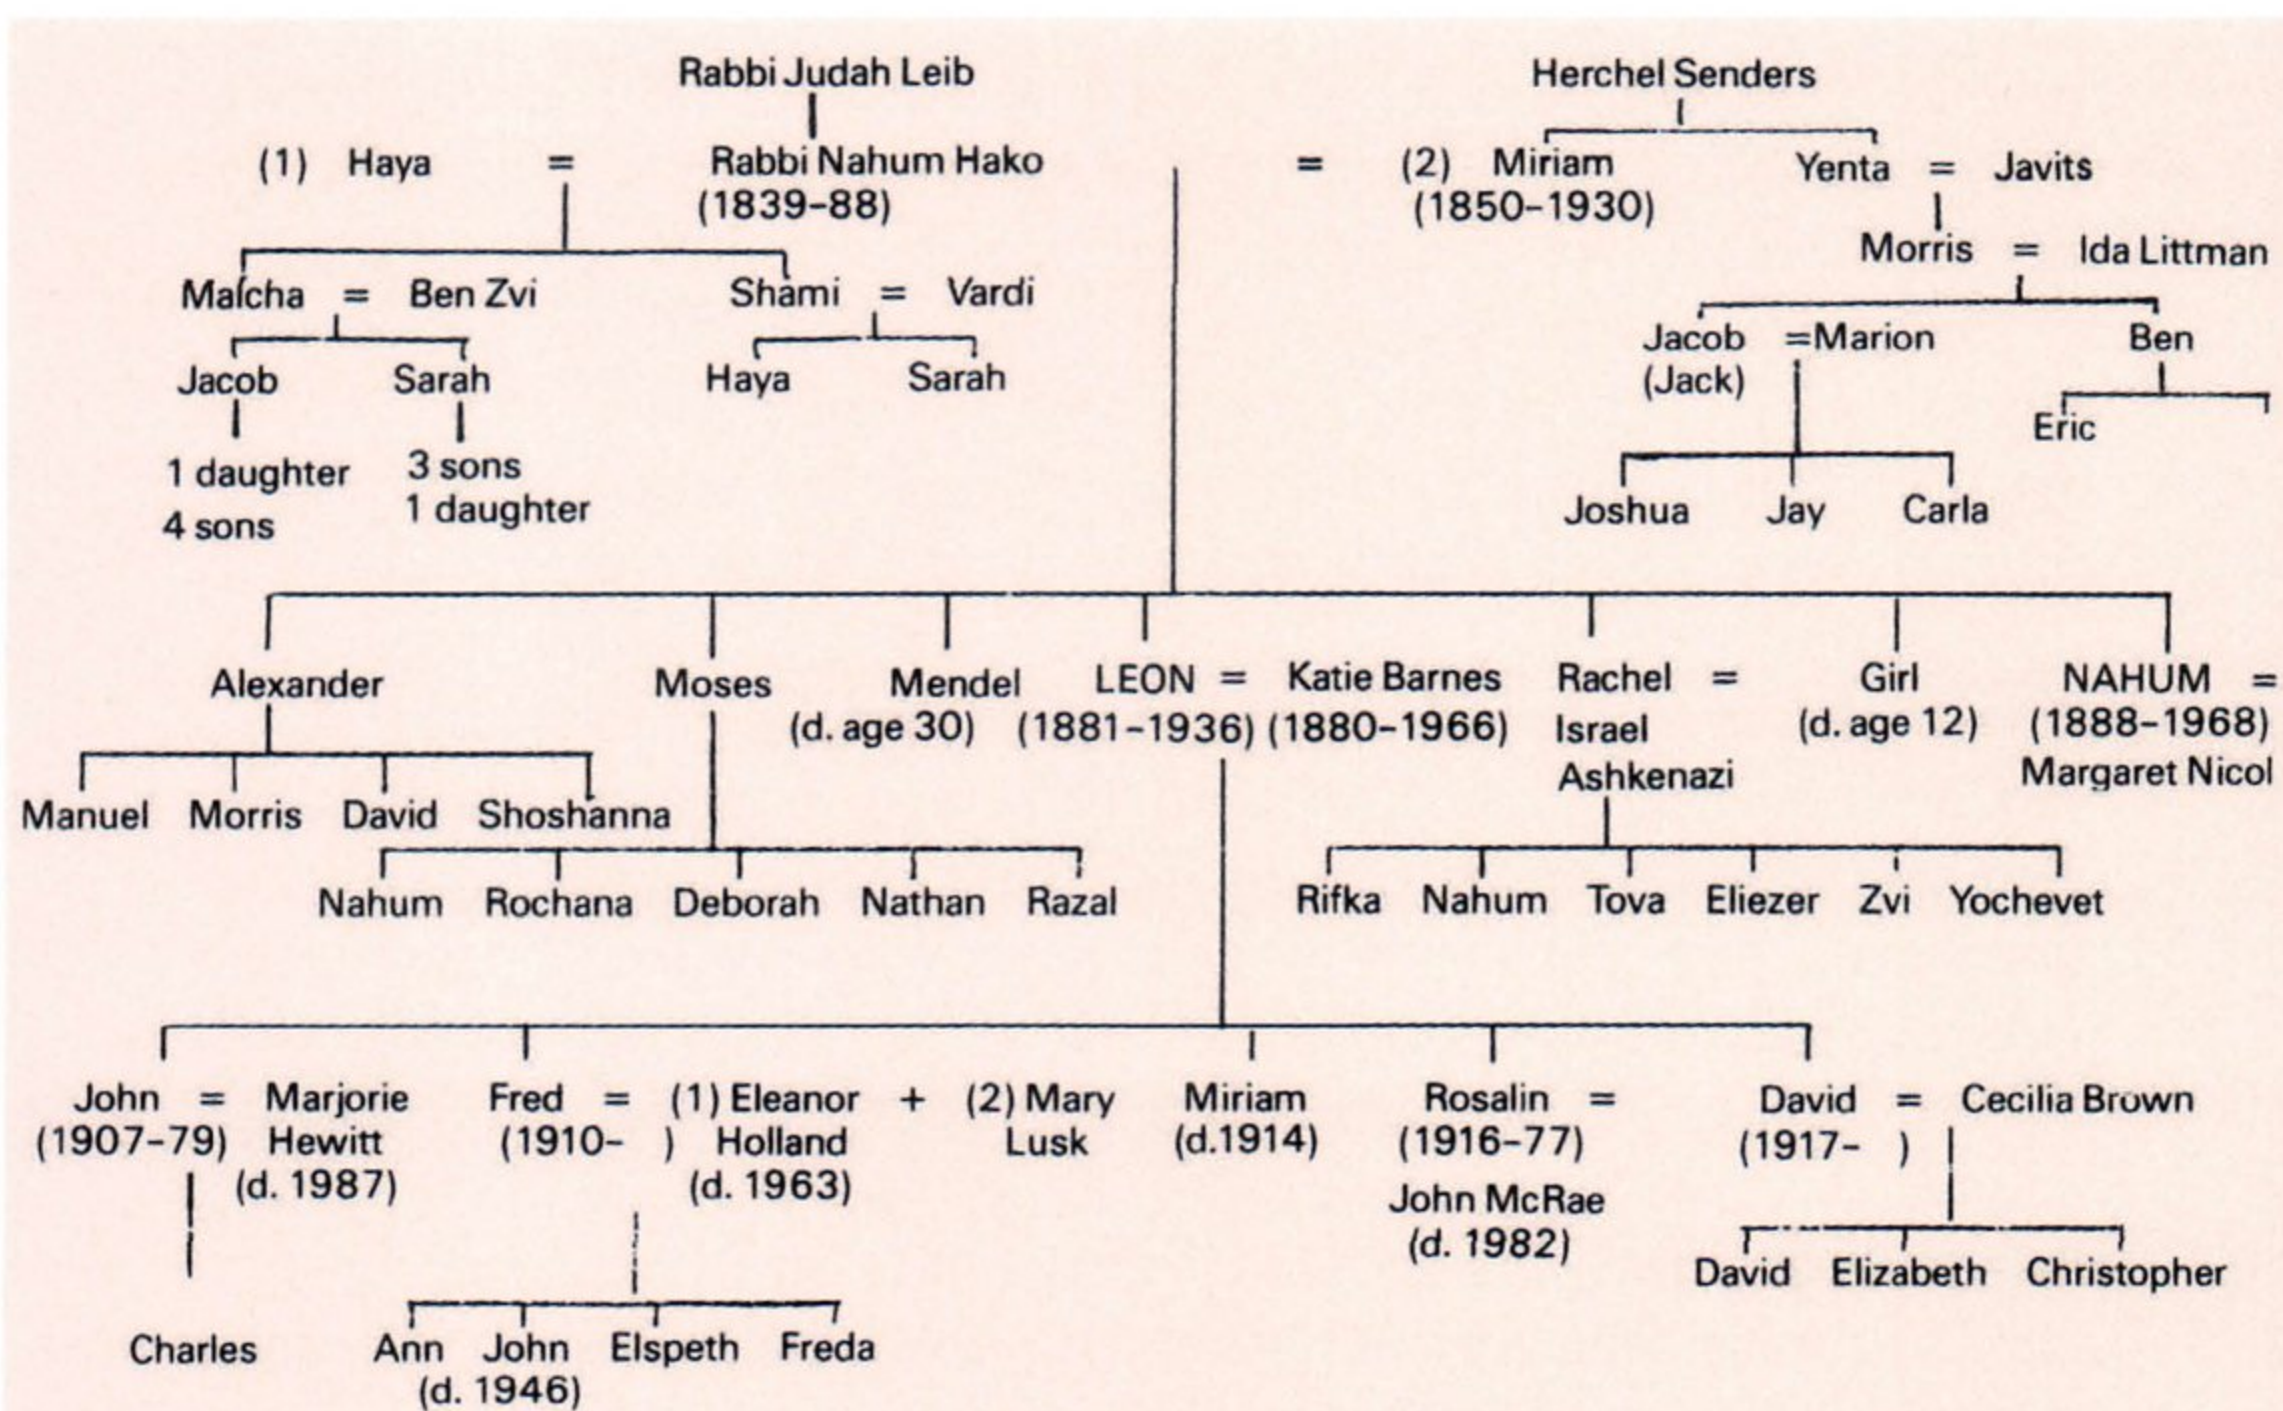 Rabbi Judah Leib Herchel Senders
(1) Haya = Rabbi Nahum Hako = (2) Miriam Yenta = Javits
(1839-88) (1850-1930)
Morris = Ida Littman
Malcha = Ben Zvi Shami = Vardi
Jacob =Marion Ben
Jacob Sarah Haya Sarah (Jack)
Eric
1 daughter 3 sons
4 sons 1 daughter Joshua Jay Carla
Alexander Moses Mendel LEON = Katie Barnes Rachel = Girl NAHUM =
(d. age 30) (1881-1936) (1880-1966) Israel (d. age 12) (1888-1968)
Ashkenazi Margaret Nicol
Manuel Morris David Shoshanna
Nahum Rochana Deborah Nathan Razal Rifka Nahum Tova Eliezer Zvi Yochevet
John = Marjorie Fred = (1) Eleanor + (2) Mary Miriam Rosalin = David = Cecilia Brown
(1907-79) Hewitt (1910- ) Holland Lusk (d.1914) (1916-77) (1917- )
(d. 1987) (d. 1963) John McRae
(d. 1982)
David Elizabeth Christopher
Charles Ann John Elspeth Freda
(d. 1946)